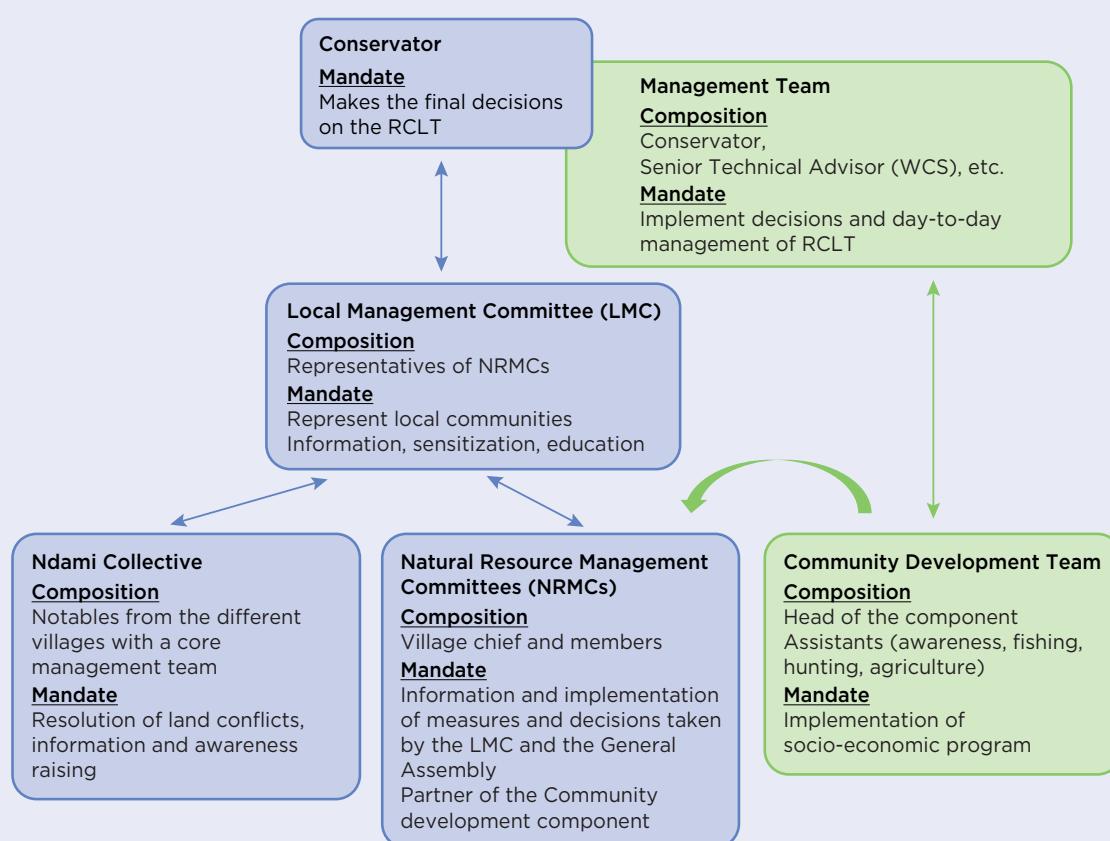 Conservator
Mandate
Makes the final decisions
on the RCLT
Management Team
Composition
Conservator,
Senior Technical Advisor (WCS), etc.
Mandate
Implement decisions and day-to-day
management of RCLT
Local Management Committee (LMC)
Composition
Representatives of NRMCs
Mandate
Represent local communities
Information, sensitization, education
Ndami Collective
Composition
Notables from the different
villages with a core
management team
Mandate
Resolution of land conflicts,
information and awareness
raising
Natural Resource Management
Committees (NRMCs)
Composition
Village chief and members
Mandate
Information and implementation
of measures and decisions taken
by the LMC and the General
Assembly
Partner of the Community
development component
Community Development Team
Composition
Head of the component
Assistants (awareness, fishing,
hunting, agriculture)
Mandate
Implementation of
socio-economic program